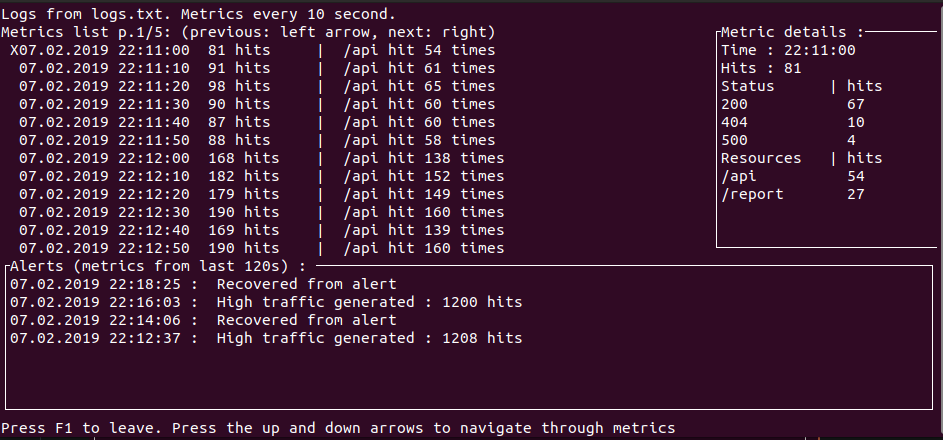 Logs from logs.txt. Metrics every 10 second.
Metrics list p.1/5: (previous: left arrow, next: right)
X07.02.2019 22:11:00  81 hits     |  /api hit 54 times
07.02.2019 22:11:10  91 hits     |  /api hit 61 times
07.02.2019 22:11:20  98 hits     |  /api hit 65 times
07.02.2019 22:11:30  90 hits     |  /api hit 60 times
07.02.2019 22:11:40  87 hits     |  /api hit 60 times
07.02.2019 22:11:50  88 hits     |  /api hit 58 times
07.02.2019 22:12:00  168 hits    |  /api hit 138 times
07.02.2019 22:12:10  182 hits    |  /api hit 152 times
07.02.2019 22:12:20  179 hits    |  /api hit 149 times
07.02.2019 22:12:30  190 hits    |  /api hit 160 times
07.02.2019 22:12:40  169 hits    |  /api hit 139 times
07.02.2019 22:12:50  190 hits    |  /api hit 160 times
Metric details :
Time : 22:11:00
Hits : 81
Status      | hits
200           67
404           10
500           4
Resources   | hits
/api          54
/report       27
Alerts (metrics from last 120s) :
07.02.2019 22:18:25 :  Recovered from alert
07.02.2019 22:16:03 :  High traffic generated : 1200 hits
07.02.2019 22:14:06 :  Recovered from alert
07.02.2019 22:12:37 :  High traffic generated : 1208 hits
Press F1 to leave. Press the up and down arrows to navigate through metrics